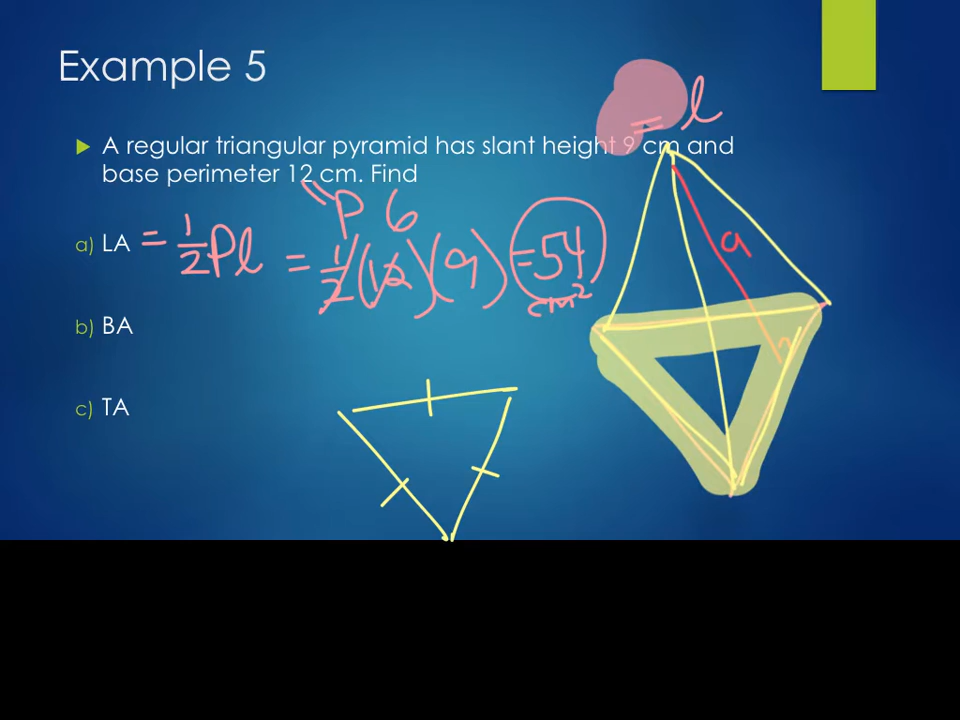 Example 5
A regular triangular pyramid has slant height 9 cm and
base perimeter 12 cm. Find
= l
P 6
a) LA = 1/2 Pl = 1/2 (12)(9) = 54 cm²
9
b) BA
c) TA